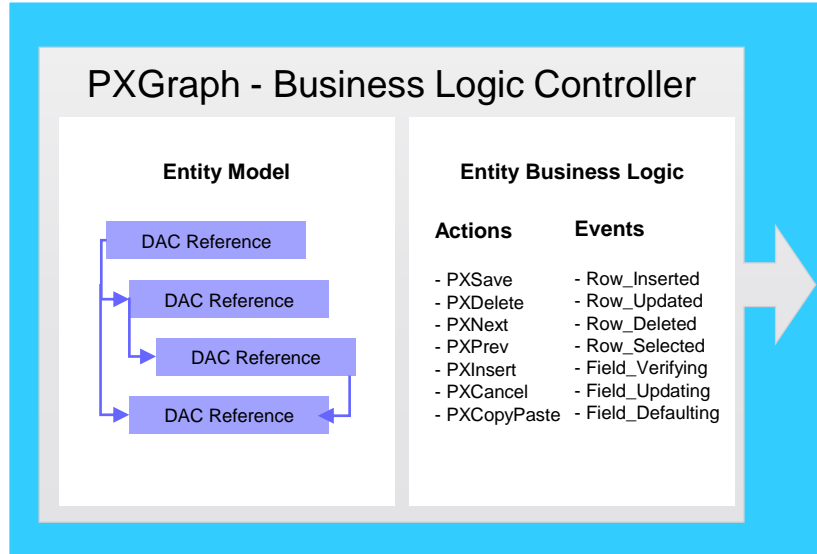 PXGraph - Business Logic Controller
Entity Model
DAC Reference
DAC Reference
DAC Reference
DAC Reference
Entity Business Logic
Actions
- PXSave
- PXDelete
- PXNext
- PXPrev
- PXInsert
- PXCancel
- PXCopyPaste
Events
- Row_Inserted
- Row_Updated
- Row_Deleted
- Row_Selected
- Field_Verifying
- Field_Updating
- Field_Defaulting